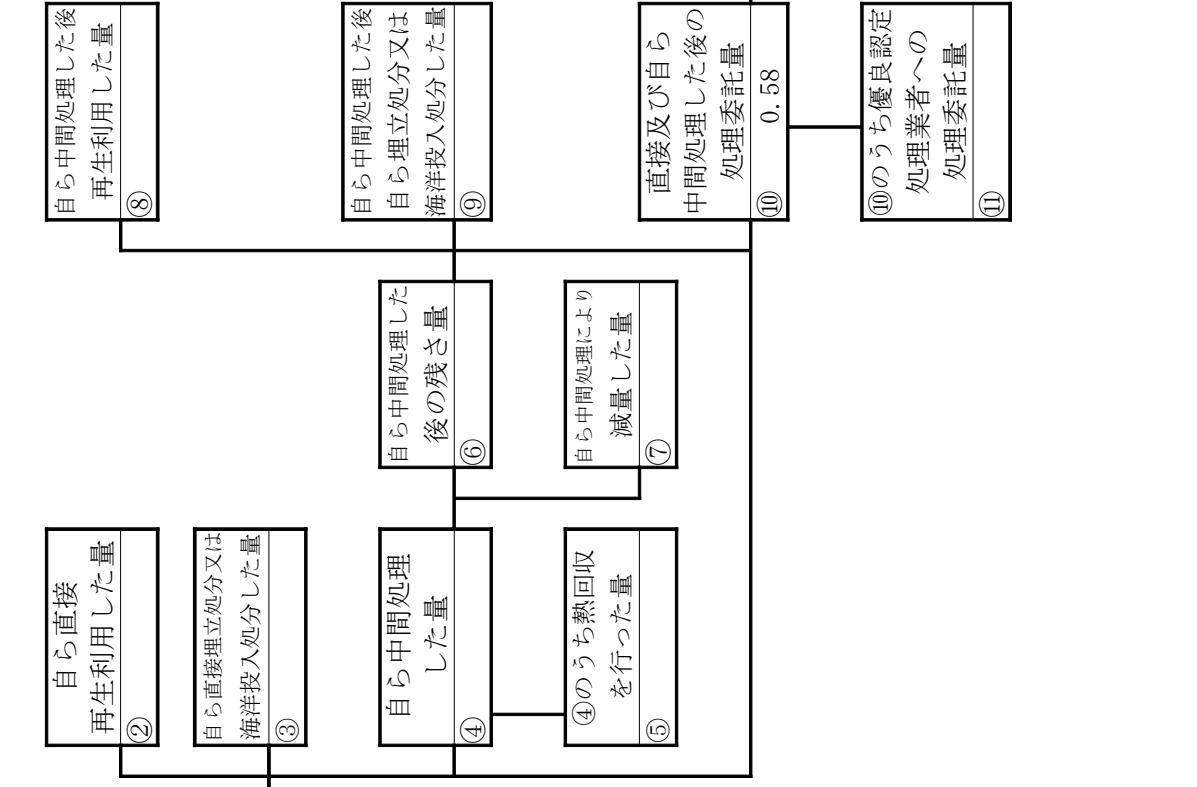 自ら直接
再生利用した量
②
自ら直接埋立処分又は
海洋投入処分した量
③
自ら中間処理
した量
④
④のうち熱回収
を行った量
⑤
自ら中間処理した
後の残さ量
⑥
自ら中間処理により
減量した量
⑦
自ら中間処理した後
再生利用した量
⑧
自ら中間処理した後
自ら埋立処分又は
海洋投入処分した量
⑨
直接及び自ら
中間処理した後の
処理委託量
⑩ 0.58
⑩のうち優良認定
処理業者への
処理委託量
⑪